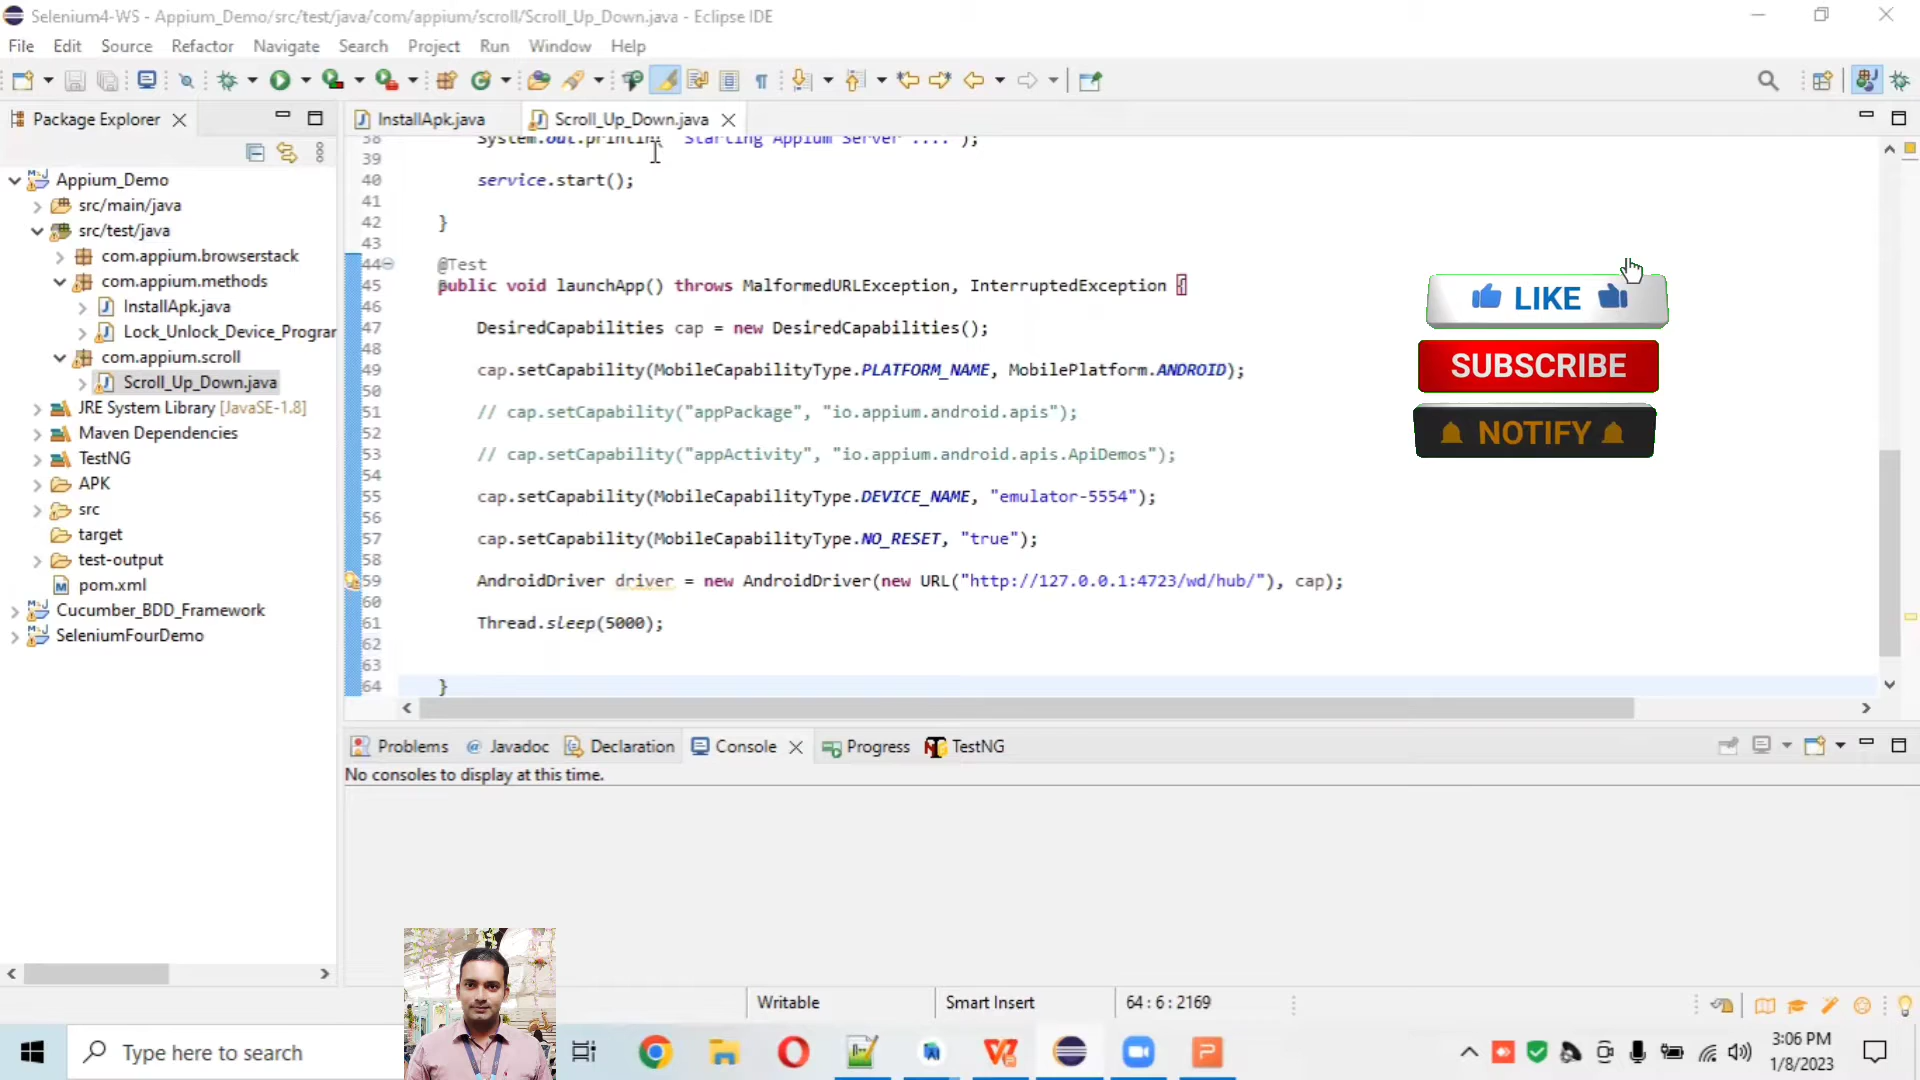 Selenium4-WS - Appium_Demo/src/test/java/com/appium/scroll/Scroll_Up_Down.java - Eclipse IDE
File Edit Source Refactor Navigate Search Project Run Window Help
Package Explorer
InstallApk.java
Scroll_Up_Down.java
Appium_Demo
src/main/java
src/test/java
com.appium.browserstack
com.appium.methods
InstallApk.java
Lock_Unlock_Device_Prograr
com.appium.scroll
Scroll_Up_Down.java
JRE System Library [JavaSE-1.8]
Maven Dependencies
TestNG
APK
src
target
test-output
pom.xml
Cucumber_BDD_Framework
SeleniumFourDemo
38 System.out.println( "Starting Appium Server ...." );
39
40 service.start();
41
42 }
43
44 @Test
45 public void launchApp() throws MalformedURLException, InterruptedException {
46
47 DesiredCapabilities cap = new DesiredCapabilities();
48
49 cap.setCapability(MobileCapabilityType.PLATFORM_NAME, MobilePlatform.ANDROID);
50
51 // cap.setCapability("appPackage", "io.appium.android.apis");
52
53 // cap.setCapability("appActivity", "io.appium.android.apis.ApiDemos");
54
55 cap.setCapability(MobileCapabilityType.DEVICE_NAME, "emulator-5554");
56
57 cap.setCapability(MobileCapabilityType.NO_RESET, "true");
58
59 AndroidDriver driver = new AndroidDriver(new URL("http://127.0.0.1:4723/wd/hub/"), cap);
60
61 Thread.sleep(5000);
62
63
64 }
LIKE
SUBSCRIBE
NOTIFY
Problems Javadoc Declaration Console Progress TestNG
No consoles to display at this time.
Writable Smart Insert 64 : 6 : 2169
Type here to search
3:06 PM
1/8/2023